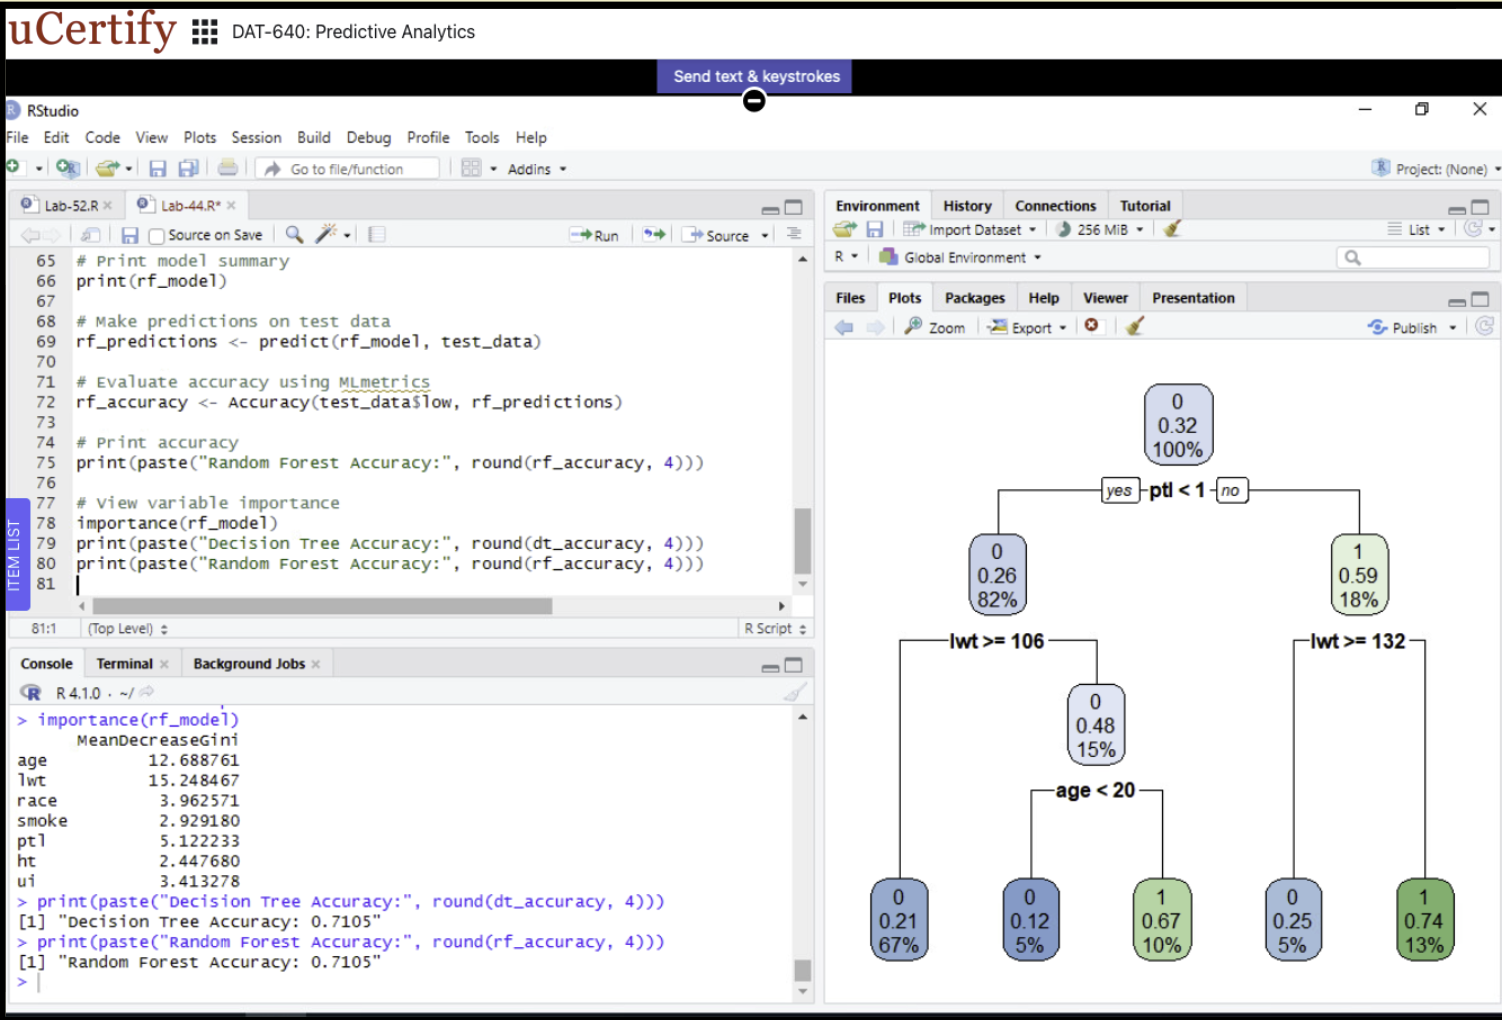 uCertify DAT-640: Predictive Analytics
Send text & keystrokes
RStudio
File Edit Code View Plots Session Build Debug Profile Tools Help
Go to file/function Addins Project: (None)
Lab-52.R Lab-44.R*
Source on Save Run Source
65 # Print model summary
66 print(rf_model)
67
68 # Make predictions on test data
69 rf_predictions <- predict(rf_model, test_data)
70
71 # Evaluate accuracy using MLmetrics
72 rf_accuracy <- Accuracy(test_data$low, rf_predictions)
73
74 # Print accuracy
75 print(paste("Random Forest Accuracy:", round(rf_accuracy, 4)))
76
77 # View variable importance
78 importance(rf_model)
79 print(paste("Decision Tree Accuracy:", round(dt_accuracy, 4)))
80 print(paste("Random Forest Accuracy:", round(rf_accuracy, 4)))
81
ITEM LIST
81:1 (Top Level) R Script
Console Terminal Background Jobs
R 4.1.0 · ~/
> importance(rf_model)
MeanDecreaseGini
age 12.688761
lwt 15.248467
race 3.962571
smoke 2.929180
ptl 5.122233
ht 2.447680
ui 3.413278
> print(paste("Decision Tree Accuracy:", round(dt_accuracy, 4)))
[1] "Decision Tree Accuracy: 0.7105"
> print(paste("Random Forest Accuracy:", round(rf_accuracy, 4)))
[1] "Random Forest Accuracy: 0.7105"
>
Environment History Connections Tutorial
Import Dataset 256 MiB List
R Global Environment
Files Plots Packages Help Viewer Presentation
Zoom Export Publish
0
0.32
100%
yes ptl < 1 no
0
0.26
82%
1
0.59
18%
lwt >= 106
lwt >= 132
0
0.48
15%
age < 20
0
0.21
67%
0
0.12
5%
1
0.67
10%
0
0.25
5%
1
0.74
13%